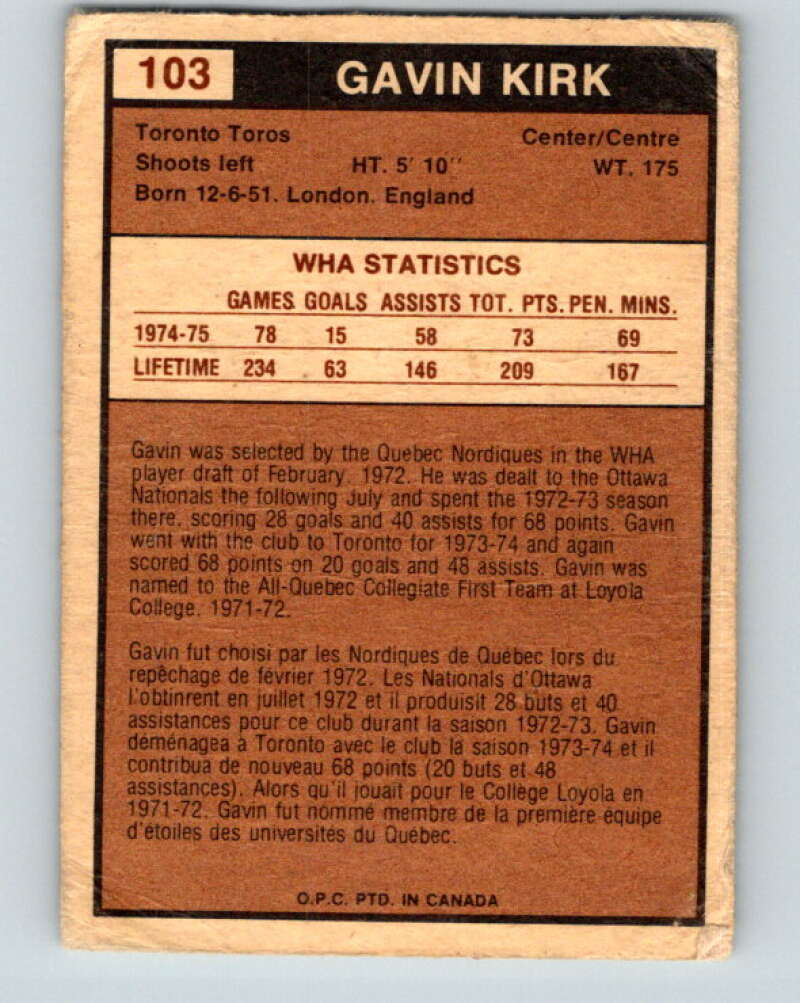 103 GAVIN KIRK
Toronto Toros Center/Centre
Shoots left HT. 5' 10'' WT. 175
Born 12-6-51. London. England
WHA STATISTICS
GAMES GOALS ASSISTS TOT. PTS. PEN. MINS.
1974-75 78 15 58 73 69
LIFETIME 234 63 146 209 167
Gavin was selected by the Quebec Nordiques in the WHA
player draft of February, 1972. He was dealt to the Ottawa
Nationals the following July and spent the 1972-73 season
there, scoring 28 goals and 40 assists for 68 points. Gavin
went with the club to Toronto for 1973-74 and again
scored 68 points on 20 goals and 48 assists. Gavin was
named to the All-Quebec Collegiate First Team at Loyola
College, 1971-72.
Gavin fut choisi par les Nordiques de Québec lors du
repêchage de février 1972. Les Nationals d'Ottawa
l'obtinrent en juillet 1972 et il produisit 28 buts et 40
assistances pour ce club durant la saison 1972-73. Gavin
déménagea à Toronto avec le club la saison 1973-74 et il
contribua de nouveau 68 points (20 buts et 48
assistances). Alors qu'il jouait pour le Collège Loyola en
1971-72. Gavin fut nommé membre de la première équipe
d'étoiles des universités du Québec.
O.P.C. PTD. IN CANADA